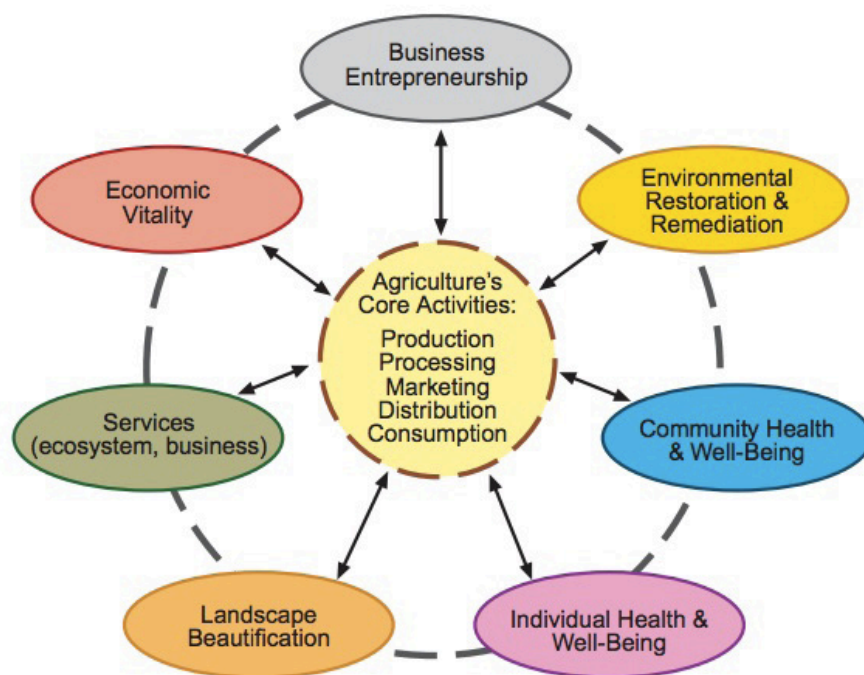 Business
Entrepreneurship
Economic
Vitality
Environmental
Restoration &
Remediation
Agriculture's
Core Activities:
Production
Processing
Marketing
Distribution
Consumption
Services
(ecosystem, business)
Community Health
& Well-Being
Landscape
Beautification
Individual Health &
Well-Being